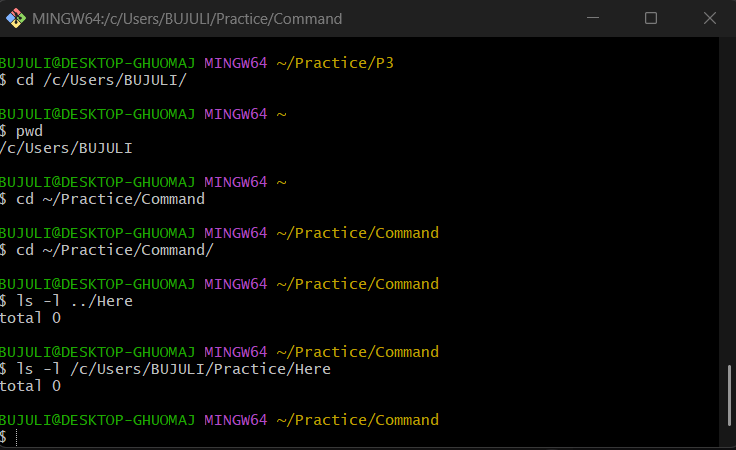 MINGW64:/c/Users/BUJULI/Practice/Command
BUJULI@DESKTOP-GHUOMAJ MINGW64 ~/Practice/P3
$ cd /c/Users/BUJULI/
BUJULI@DESKTOP-GHUOMAJ MINGW64 ~
$ pwd
/c/Users/BUJULI
BUJULI@DESKTOP-GHUOMAJ MINGW64 ~
$ cd ~/Practice/Command
BUJULI@DESKTOP-GHUOMAJ MINGW64 ~/Practice/Command
$ cd ~/Practice/Command/
BUJULI@DESKTOP-GHUOMAJ MINGW64 ~/Practice/Command
$ ls -l ../Here
total 0
BUJULI@DESKTOP-GHUOMAJ MINGW64 ~/Practice/Command
$ ls -l /c/Users/BUJULI/Practice/Here
total 0
BUJULI@DESKTOP-GHUOMAJ MINGW64 ~/Practice/Command
$